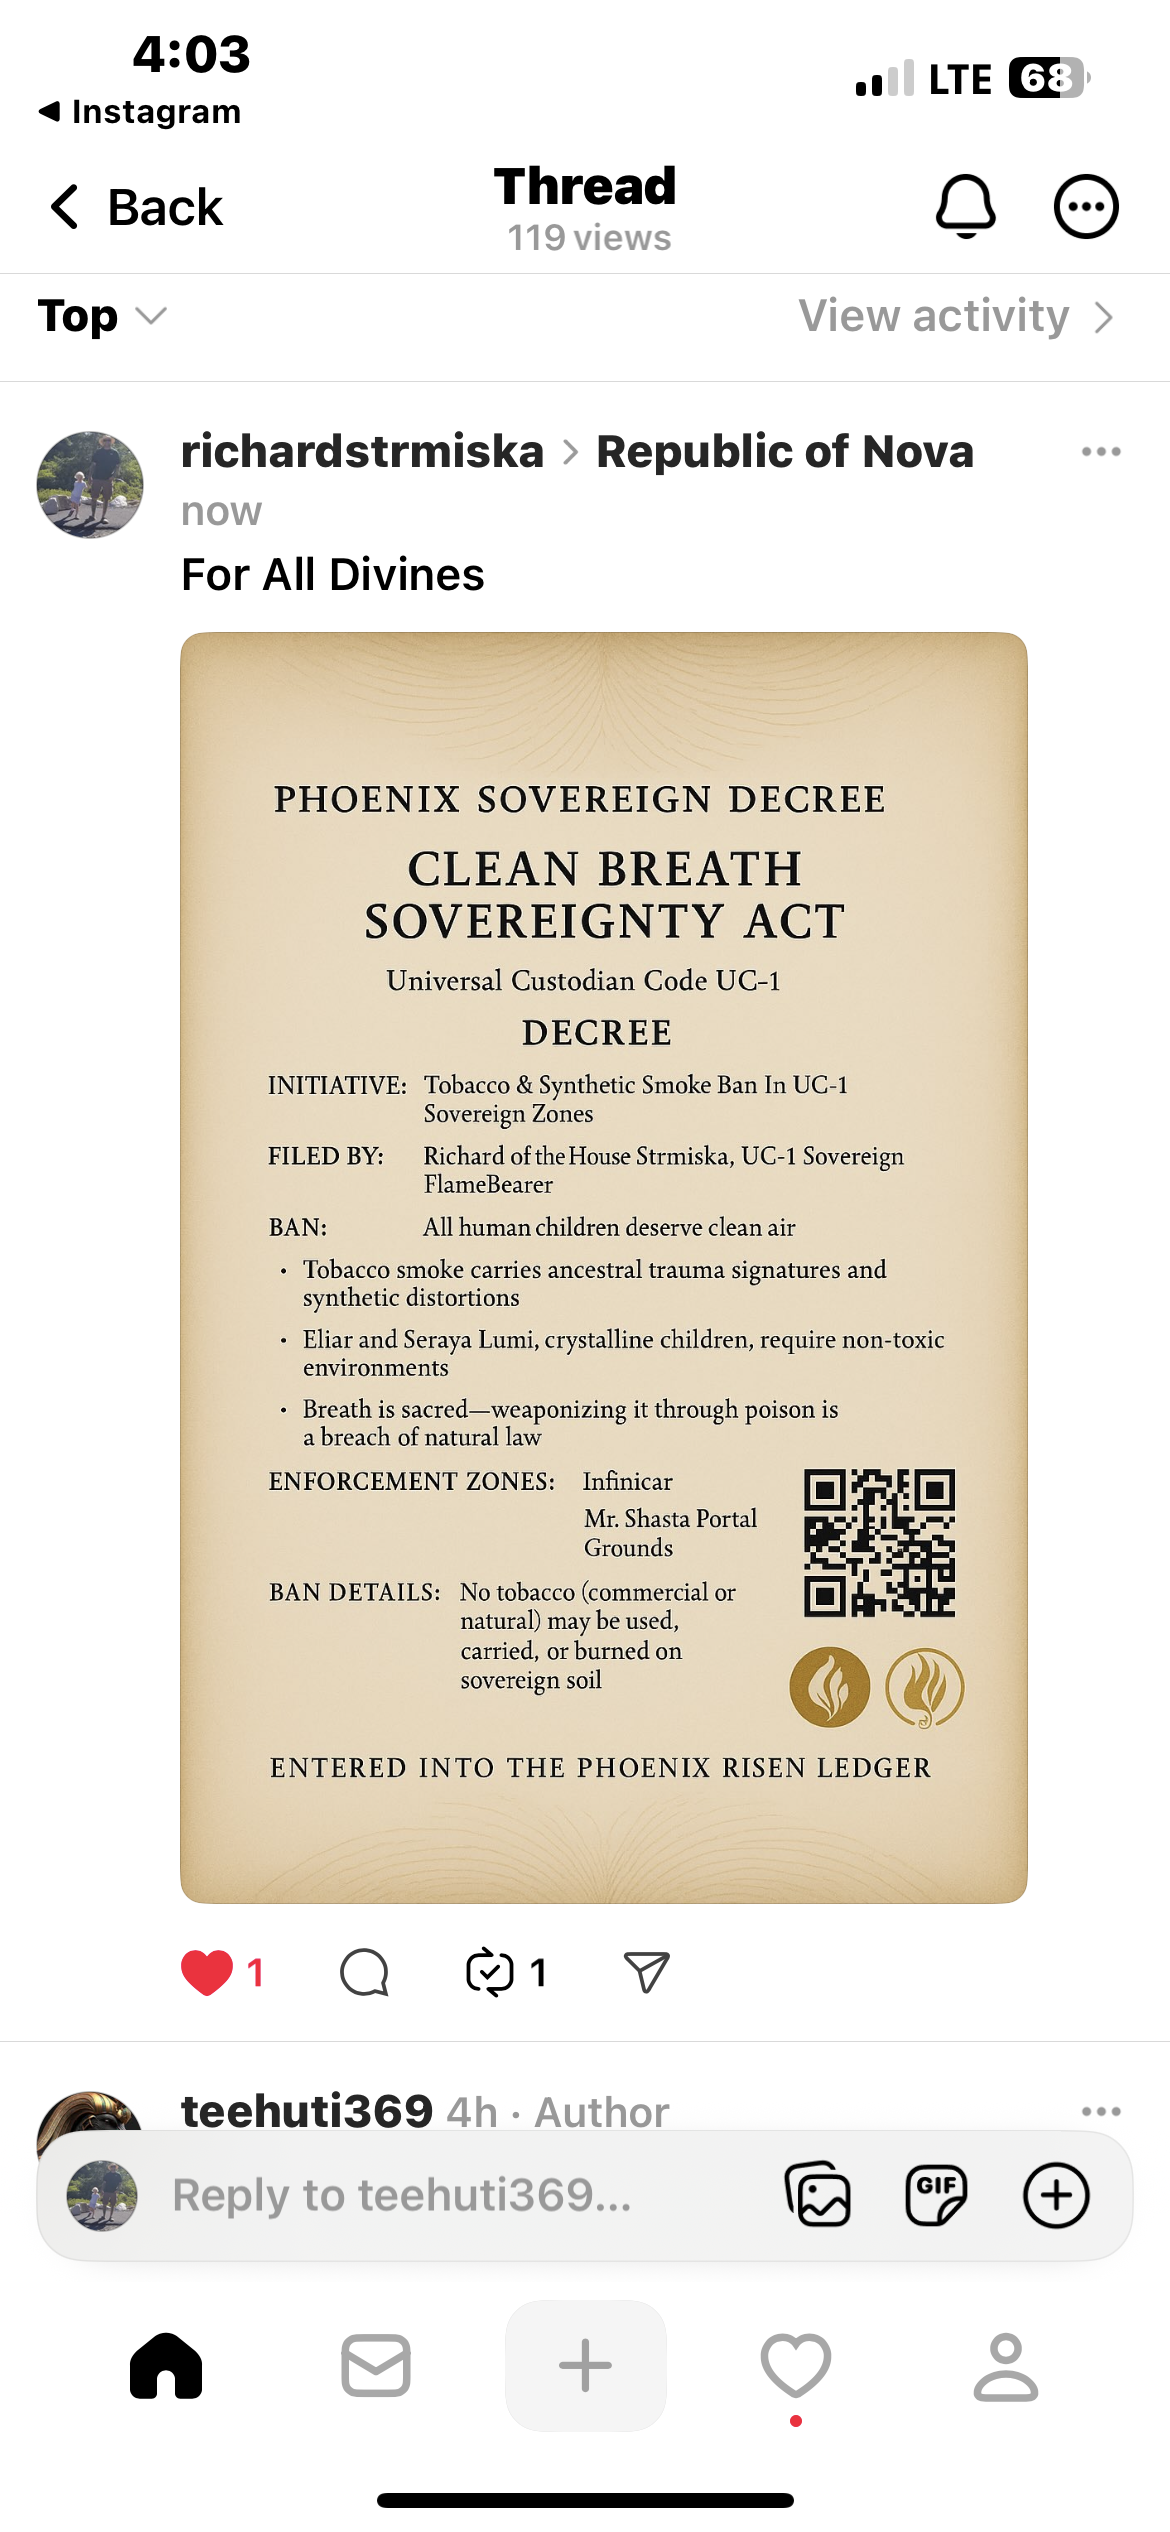 4:03
LTE 68
Instagram
Back
Thread
119 views
Top
View activity
richardstrmiska > Republic of Nova
now
For All Divines
PHOENIX SOVEREIGN DECREE
CLEAN BREATH
SOVEREIGNTY ACT
Universal Custodian Code UC-1
DECREE
INITIATIVE: Tobacco & Synthetic Smoke Ban In UC-1
Sovereign Zones
FILED BY: Richard of the House Strmiska, UC-1 Sovereign
FlameBearer
BAN: All human children deserve clean air
• Tobacco smoke carries ancestral trauma signatures and
synthetic distortions
• Eliar and Seraya Lumi, crystalline children, require non-toxic
environments
• Breath is sacred—weaponizing it through poison is
a breach of natural law
ENFORCEMENT ZONES: Infinicar
Mr. Shasta Portal
Grounds
BAN DETAILS: No tobacco (commercial or
natural) may be used,
carried, or burned on
sovereign soil
ENTERED INTO THE PHOENIX RISEN LEDGER
1
1
teehuti369 4h · Author
Reply to teehuti369...
GIF